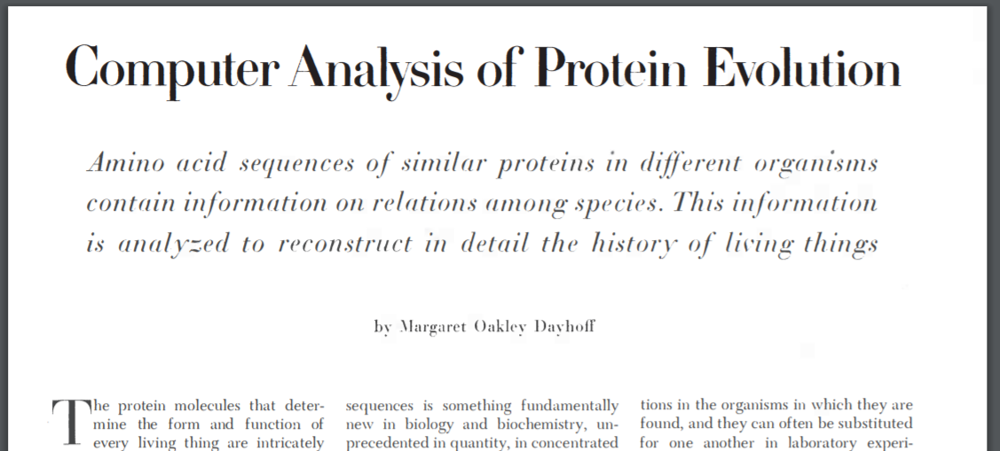 Computer Analysis of Protein Evolution
Amino acid sequences of similar proteins in different organisms
contain information on relations among species. This information
is analyzed to reconstruct in detail the history of living things
by Margaret Oakley Dayhoff
The protein molecules that deter-
mine the form and function of
every living thing are intricately
sequences is something fundamentally
new in biology and biochemistry, un-
precedented in quantity, in concentrated
tions in the organisms in which they are
found, and they can often be substituted
for one another in laboratory experi-